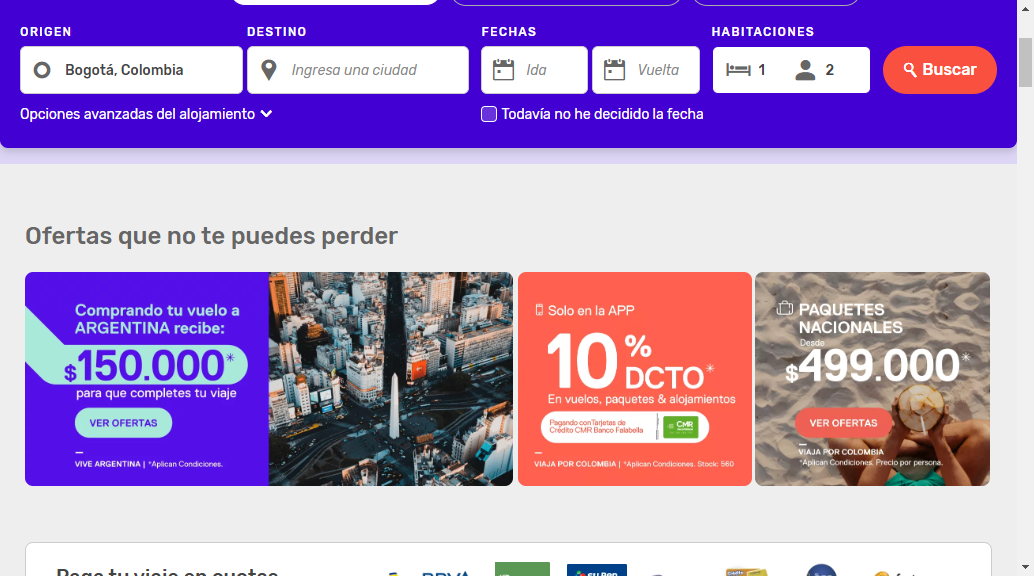 ORIGEN
DESTINO
FECHAS
HABITACIONES
Bogotá, Colombia
Ingresa una ciudad
Ida
Vuelta
1
2
Buscar
Opciones avanzadas del alojamiento
Todavía no he decidido la fecha
Ofertas que no te puedes perder
Comprando tu vuelo a
ARGENTINA recibe:
$150.000*
para que completes tu viaje
VER OFERTAS
VIVE ARGENTINA | *Aplican Condiciones.
Solo en la APP
10% DCTO*
En vuelos, paquetes & alojamientos
Pagando conTarjetas de
Crédito CMR Banco Falabella
CMR
VIAJA POR COLOMBIA | *Aplican Condiciones. Stock: 560
PAQUETES
NACIONALES
Desde
$499.000*
VER OFERTAS
VIAJA POR COLOMBIA
*Aplican Condiciones. Precio por persona.
Paga tu viaje en cuotas
BBVA